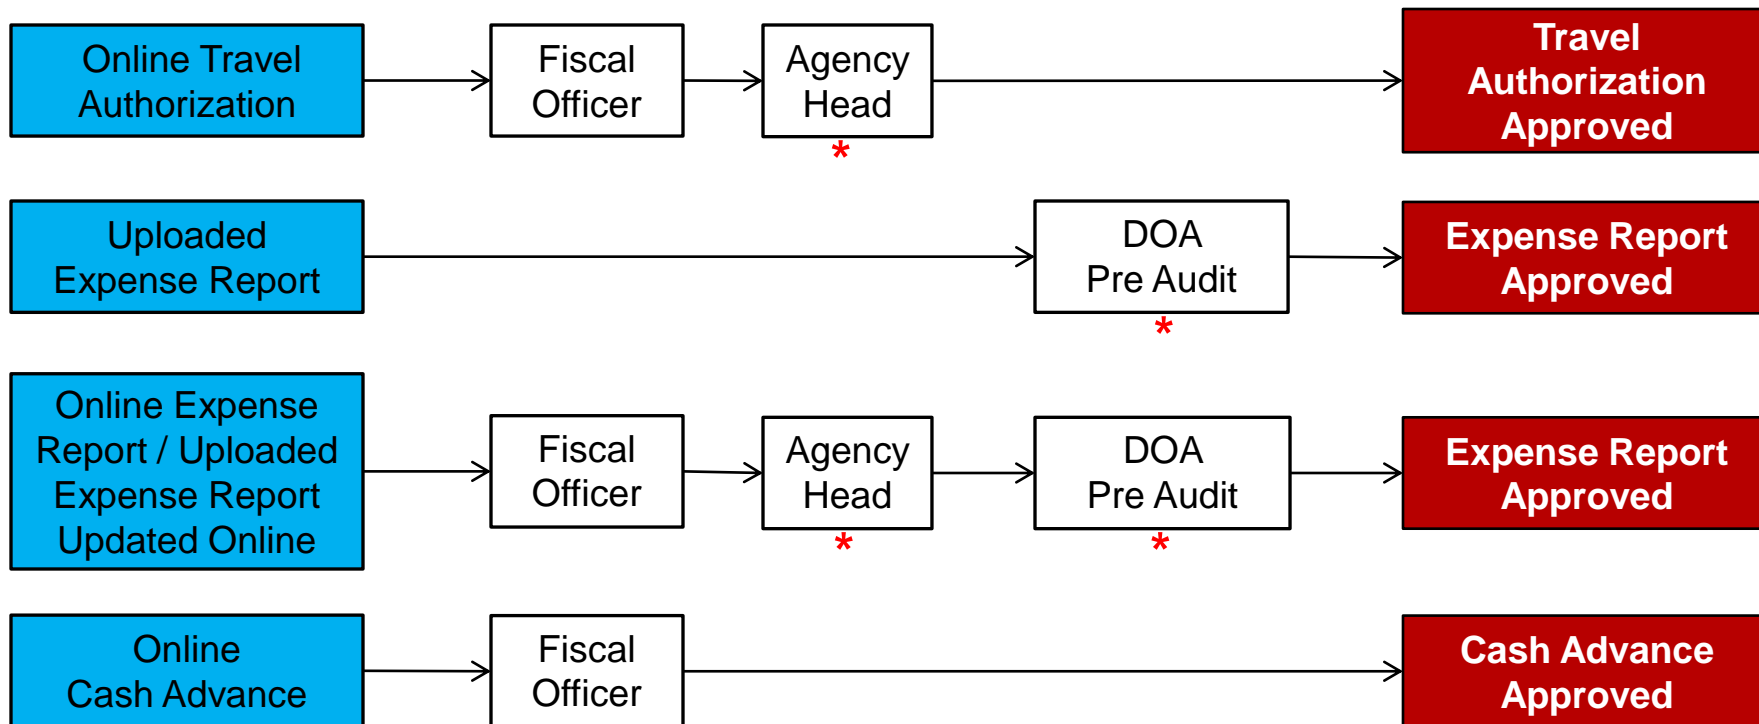 Online Travel
Authorization
Fiscal
Officer
Agency
Head
*
Travel
Authorization
Approved
Uploaded
Expense Report
DOA
Pre Audit
*
Expense Report
Approved
Online Expense
Report / Uploaded
Expense Report
Updated Online
Fiscal
Officer
Agency
Head
*
DOA
Pre Audit
*
Expense Report
Approved
Online
Cash Advance
Fiscal
Officer
Cash Advance
Approved